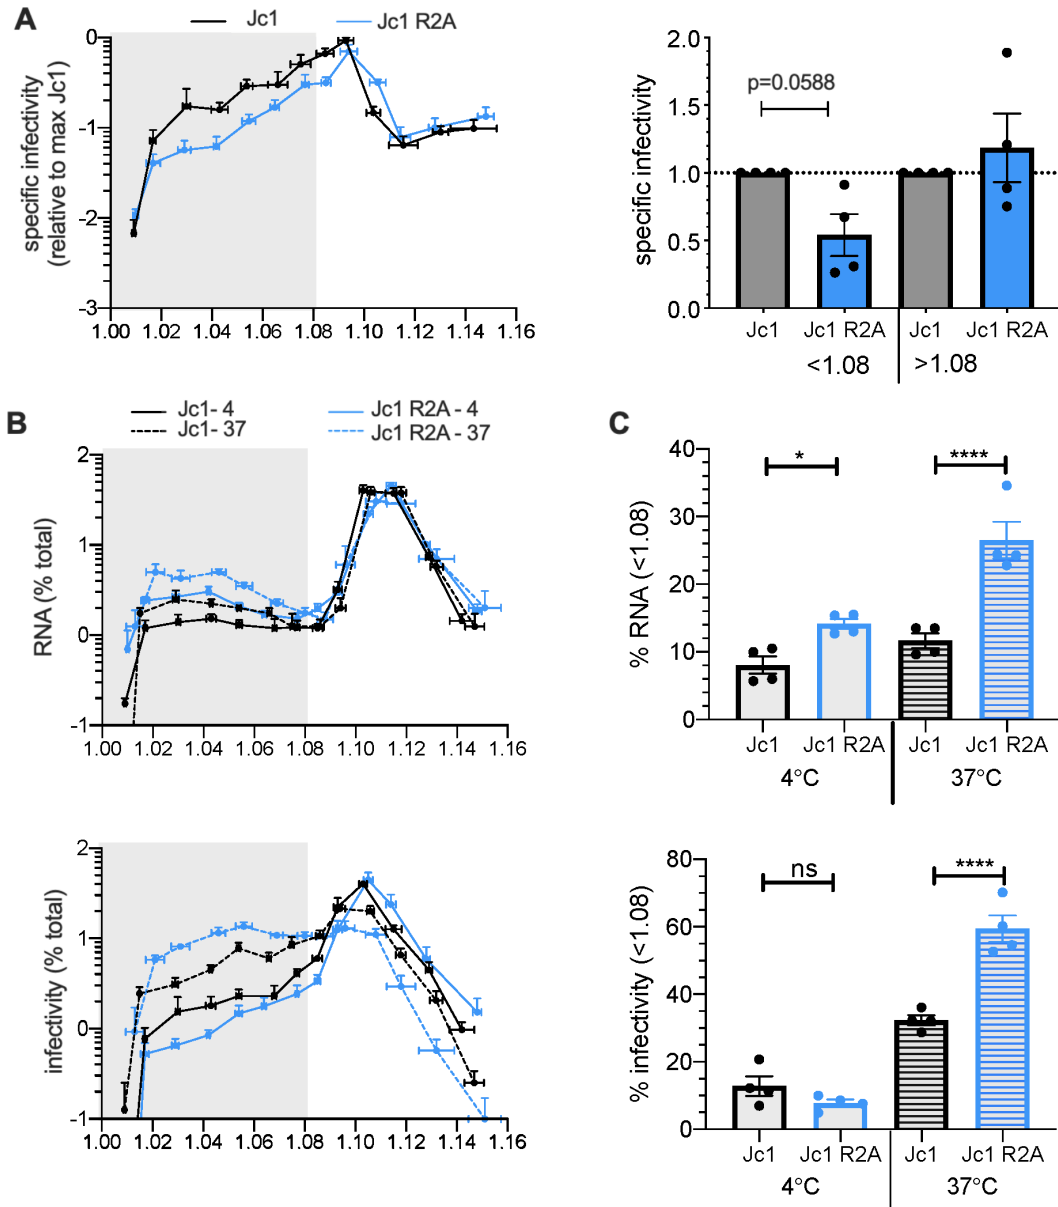 A
Jc1
Jc1 R2A
specific infectivity
(relative to max Jc1)
0
-1
-2
-3
1.00 1.02 1.04 1.06 1.08 1.10 1.12 1.14 1.16
specific infectivity
2.0
1.5
1.0
0.5
0.0
p=0.0588
Jc1 Jc1 R2A Jc1 Jc1 R2A
<1.08 >1.08
B
Jc1- 4
Jc1- 37
Jc1 R2A - 4
Jc1 R2A - 37
RNA (% total)
2
1
0
-1
1.00 1.02 1.04 1.06 1.08 1.10 1.12 1.14 1.16
infectivity (% total)
2
1
0
-1
1.00 1.02 1.04 1.06 1.08 1.10 1.12 1.14 1.16
C
% RNA (<1.08)
40
30
20
10
0
* ****
Jc1 Jc1 R2A Jc1 Jc1 R2A
4°C 37°C
% infectivity (<1.08)
80
60
40
20
0
ns ****
Jc1 Jc1 R2A Jc1 Jc1 R2A
4°C 37°C